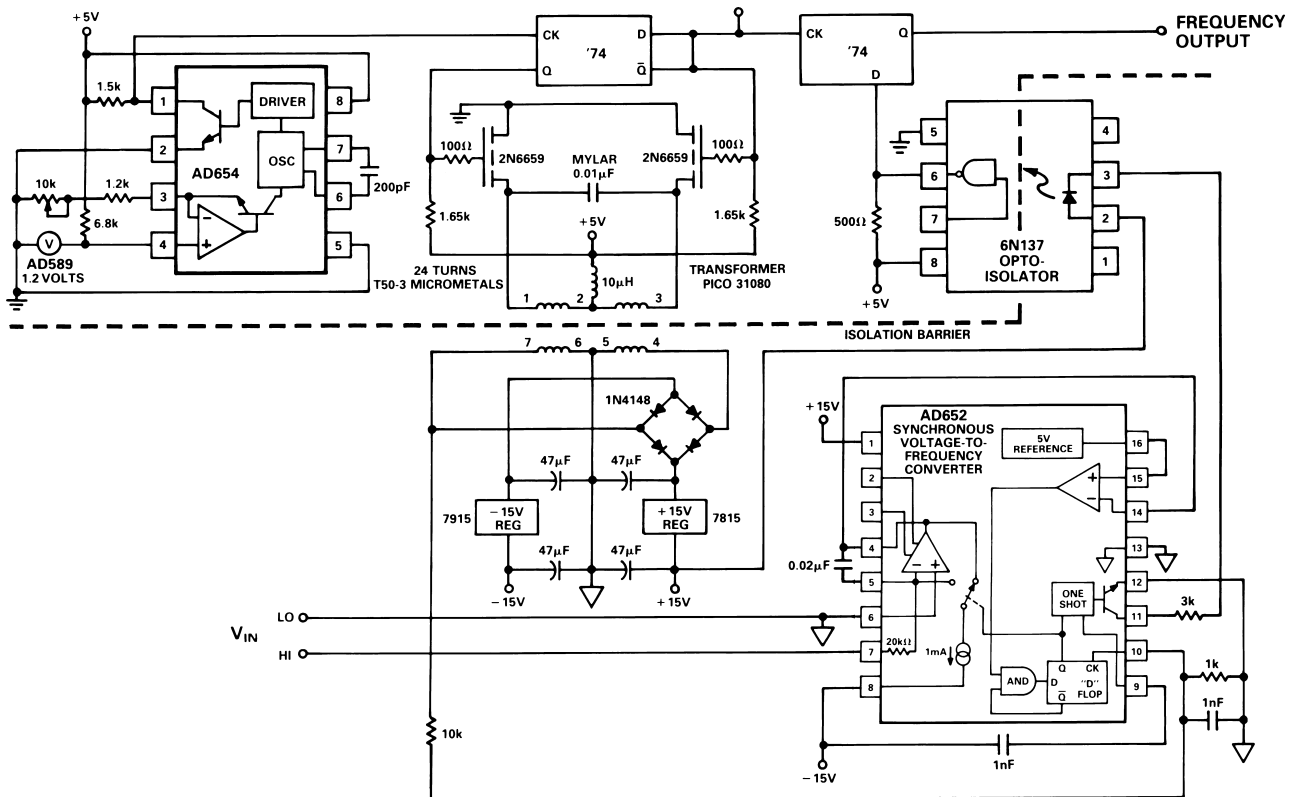 +5V
CK
D
'74
Q
Q̅
CK
Q
'74
D
FREQUENCY
OUTPUT
1.5k
1
2
3
4
8
7
6
5
DRIVER
OSC
AD654
200pF
10k
1.2k
6.8k
V
AD589
1.2 VOLTS
100Ω
2N6659
MYLAR
0.01μF
2N6659
100Ω
1.65k
+5V
1.65k
24 TURNS
T50-3 MICROMETALS
10μH
TRANSFORMER
PICO 31080
1
2
3
500Ω
+5V
5
6
7
8
4
3
2
1
6N137
OPTO-
ISOLATOR
ISOLATION BARRIER
7
6
5
4
1N4148
47μF
47μF
7915
−15V
REG
+15V
REG
7815
47μF
47μF
−15V
+15V
LO
VIN
HI
10k
+15V
AD652
SYNCHRONOUS
VOLTAGE-TO-
FREQUENCY
CONVERTER
5V
REFERENCE
1
2
3
4
5
6
7
8
16
15
14
13
12
11
10
9
0.02μF
20kΩ
1mA
ONE
SHOT
AND
Q
CK
D
"D"
FLOP
Q̅
3k
1k
1nF
1nF
−15V